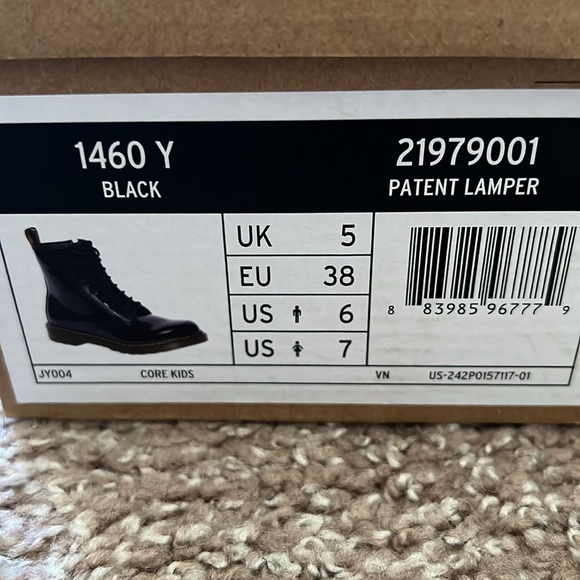 1460 Y
BLACK
21979001
PATENT LAMPER
UK 5
EU 38
US 6
US 7
8 83985 96777 9
JY004 CORE KIDS VN US-242P0157117-01